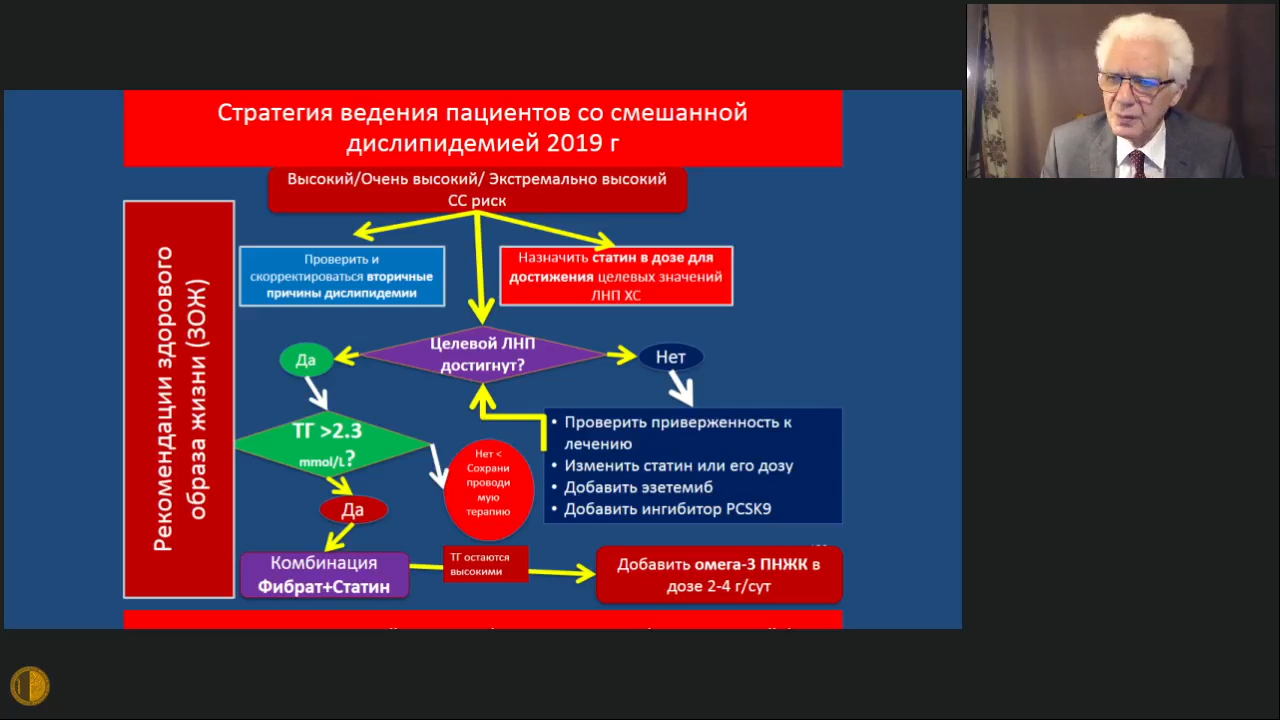 Стратегия ведения пациентов со смешанной
дислипидемией 2019 г
Высокий/Очень высокий/ Экстремально высокий
СС риск
Рекомендации здорового
образа жизни (ЗОЖ)
Проверить и
скорректироваться вторичные
причины дислипидемии
Назначить статин в дозе для
достижения целевых значений
ЛНП ХС
Целевой ЛНП
достигнут?
Да
Нет
ТГ >2.3
mmol/L?
Нет <
Сохрани
проводи
мую
терапию
• Проверить приверженность к
лечению
• Изменить статин или его дозу
• Добавить эзетемиб
• Добавить ингибитор PCSK9
Да
Комбинация
Фибрат+Статин
ТГ остаются
высокими
Добавить омега-3 ПНЖК в
дозе 2-4 г/сут